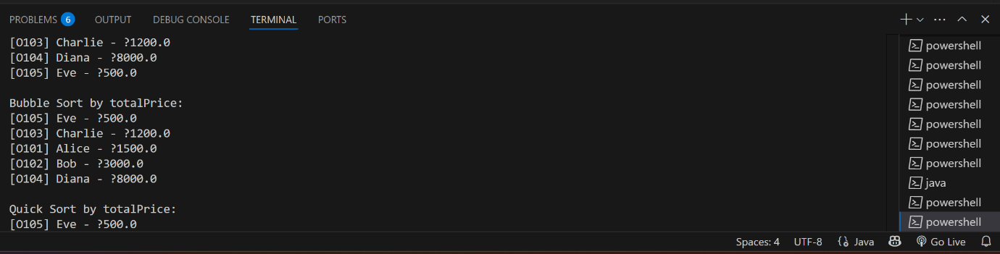 PROBLEMS 6 OUTPUT DEBUG CONSOLE TERMINAL PORTS
[O103] Charlie - ?1200.0
[O104] Diana - ?8000.0
[O105] Eve - ?500.0
Bubble Sort by totalPrice:
[O105] Eve - ?500.0
[O103] Charlie - ?1200.0
[O101] Alice - ?1500.0
[O102] Bob - ?3000.0
[O104] Diana - ?8000.0
Quick Sort by totalPrice:
[O105] Eve - ?500.0
powershell
powershell
powershell
powershell
powershell
powershell
powershell
java
powershell
powershell
Spaces: 4 UTF-8 Java Go Live